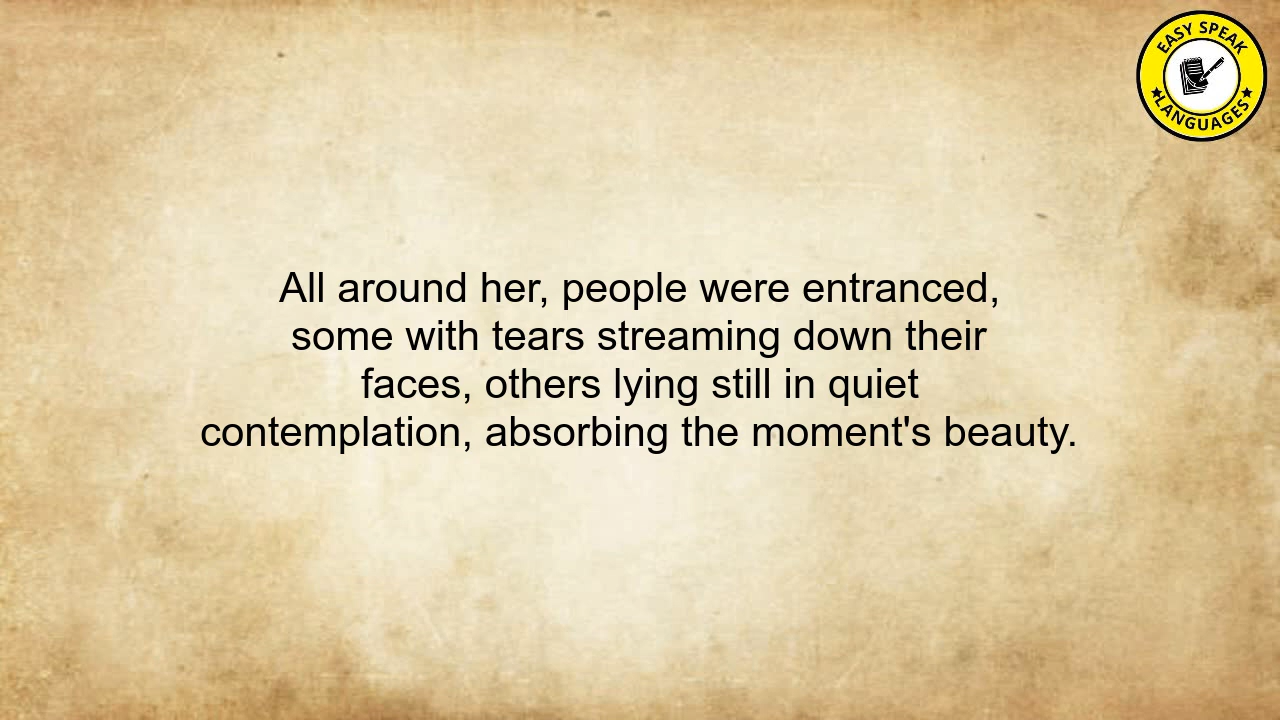 EASY SPEAK
LANGUAGES
All around her, people were entranced,
some with tears streaming down their
faces, others lying still in quiet
contemplation, absorbing the moment's beauty.